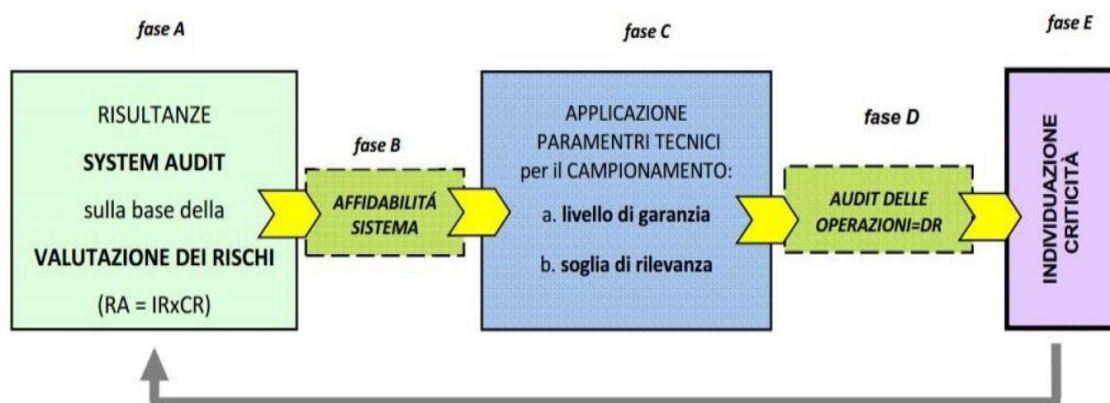 fase A
RISULTANZE
SYSTEM AUDIT
sulla base della
VALUTAZIONE DEI RISCHI
(RA = IRxCR)
fase B
AFFIDABILITÁ
SISTEMA
fase C
APPLICAZIONE
PARAMENTRI TECNICI
per il CAMPIONAMENTO:
a. livello di garanzia
b. soglia di rilevanza
fase D
AUDIT DELLE
OPERAZIONI=DR
fase E
INDIVIDUAZIONE
CRITICITÀ